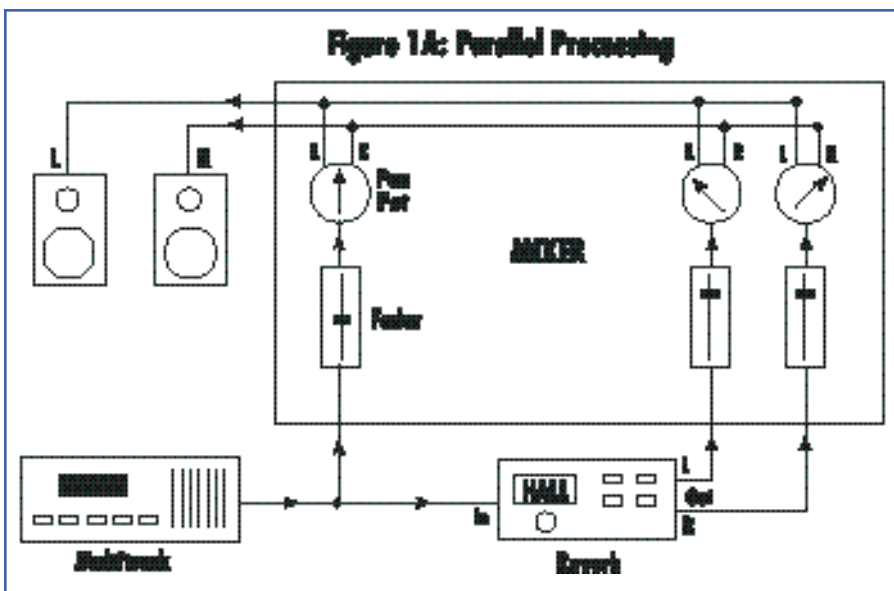 Figure 1A: Parallel Processing
L
R
L R
Pan
Pot
L R
L R
MIXER
Fader
HALL
In
L
Out
R
Multitrack
Reverb